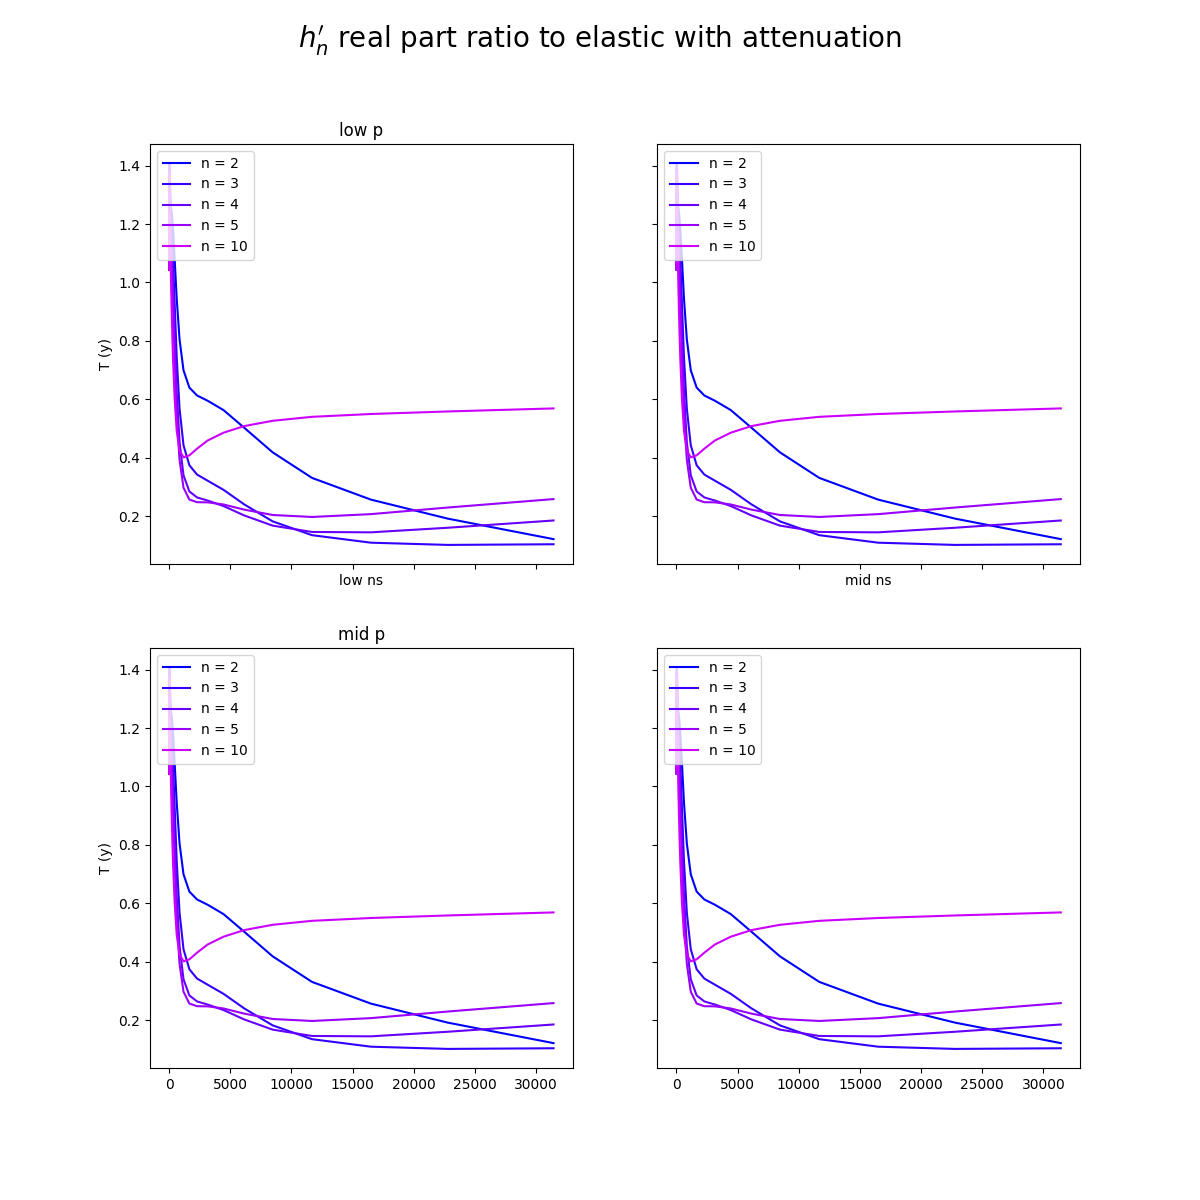 h′ₙ real part ratio to elastic with attenuation
low p
n = 2
n = 3
n = 4
n = 5
n = 10
1.4
1.2
1.0
0.8
0.6
0.4
0.2
T (y)
low ns
n = 2
n = 3
n = 4
n = 5
n = 10
mid ns
mid p
n = 2
n = 3
n = 4
n = 5
n = 10
1.4
1.2
1.0
0.8
0.6
0.4
0.2
T (y)
0 5000 10000 15000 20000 25000 30000
n = 2
n = 3
n = 4
n = 5
n = 10
0 5000 10000 15000 20000 25000 30000